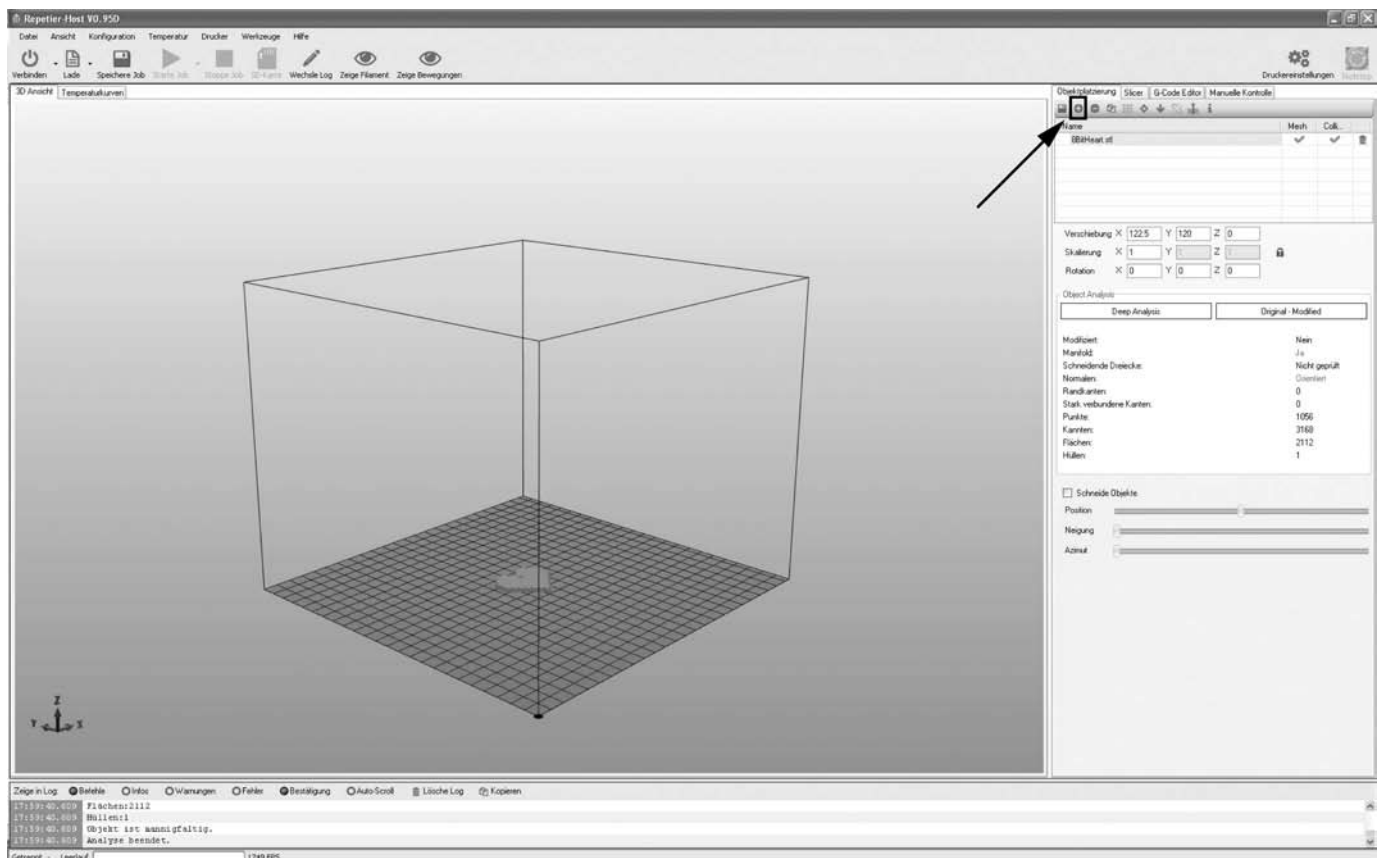 Repetier-Host V0.95D
Datei Ansicht Konfiguration Temperatur Drucker Werkzeuge Hilfe
Verbinden Lade Speichere Job Starte Job Stoppe Job SD-Karte Wechsle Log Zeige Filament Zeige Bewegungen Druckereinstellungen
3D Ansicht Temperaturkurven
Objektplatzierung Slicer G-Code Editor Manuelle Kontrolle
Name Mesh Colli...
8BitHeart.stl
Verschiebung X 122.5 Y 120 Z 0
Skalierung X 1 Y 1 Z 1
Rotation X 0 Y 0 Z 0
Object Analysis
Deep Analysis Original - Modified
Modifiziert: Nein
Manifold: Ja
Schneidende Dreiecke: Nicht geprüft
Normalen: Orientiert
Randkanten: 0
Stark verbundene Kanten: 0
Punkte: 1056
Kannten: 3168
Flächen: 2112
Hüllen: 1
Schneide Objekte
Position
Neigung
Azimut
Z
Y X
Zeige in Log: Befehle Infos Warnungen Fehler Bestätigung Auto-Scroll Lösche Log Kopieren
17:59:40.609 Flächen:2112
17:59:40.609 Hüllen:1
17:59:40.609 Objekt ist mannigfaltig.
17:59:40.609 Analyse beendet.
Getrennt - Leerlauf FPS